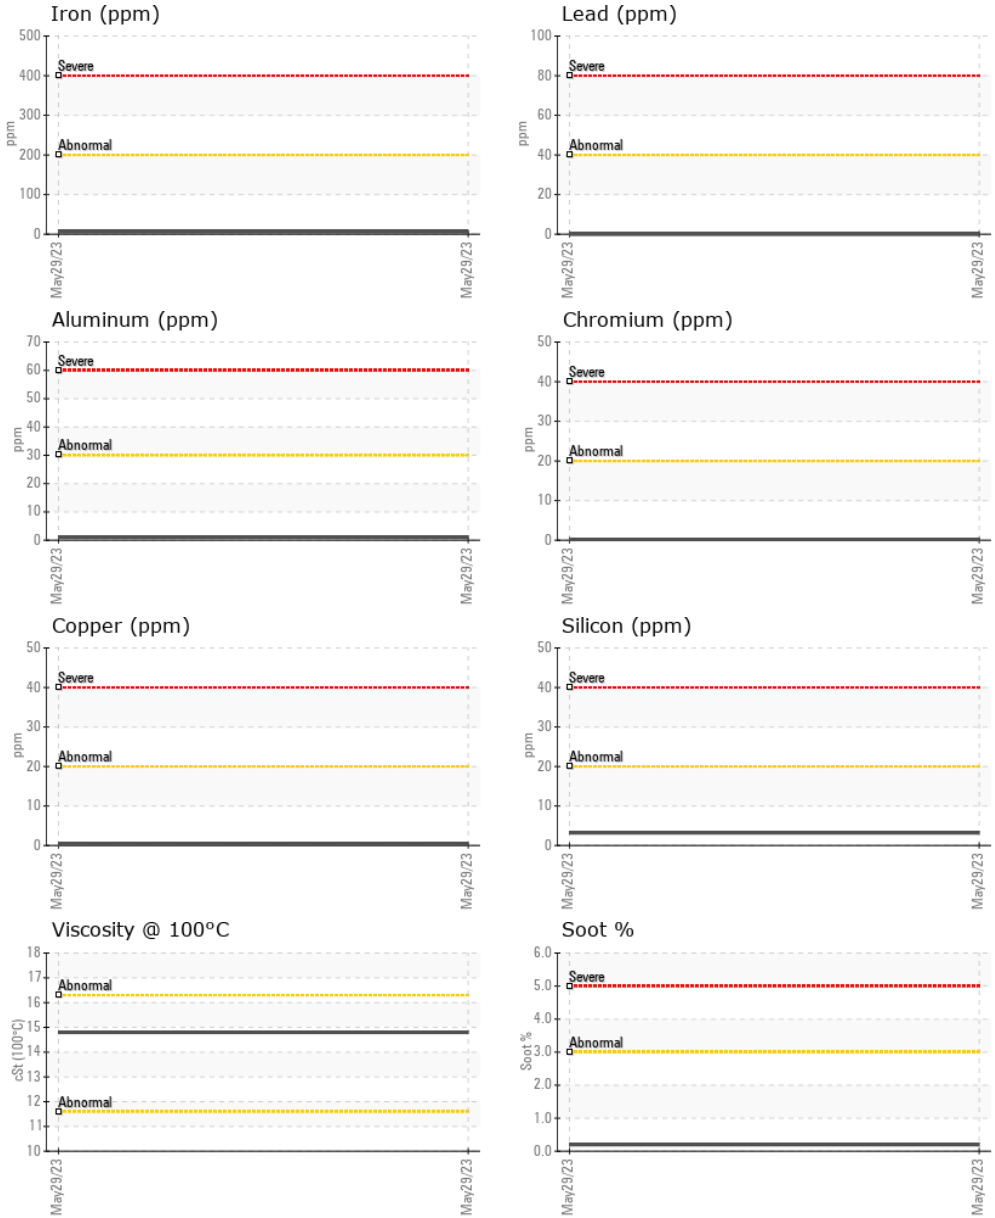 Iron (ppm)
500
400
300
200
100
0
ppm
Severe
Abnormal
May29/23
May29/23
Lead (ppm)
100
80
60
40
20
0
ppm
Severe
Abnormal
May29/23
May29/23
Aluminum (ppm)
70
60
50
40
30
20
10
0
ppm
Severe
Abnormal
May29/23
May29/23
Chromium (ppm)
50
40
30
20
10
0
ppm
Severe
Abnormal
May29/23
May29/23
Copper (ppm)
50
40
30
20
10
0
ppm
Severe
Abnormal
May29/23
May29/23
Silicon (ppm)
50
40
30
20
10
0
ppm
Severe
Abnormal
May29/23
May29/23
Viscosity @ 100°C
18
17
16
15
14
13
12
11
10
cSt (100°C)
Abnormal
Abnormal
May29/23
May29/23
Soot %
6.0
5.0
4.0
3.0
2.0
1.0
0.0
Soot %
Severe
Abnormal
May29/23
May29/23